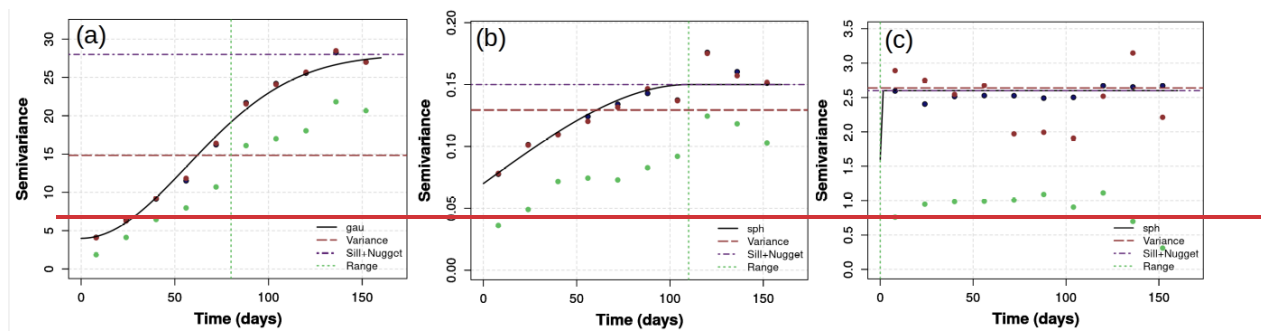 (a)
Semivariance
30
25
20
15
10
5
0
0
50
100
150
Time (days)
gau
Variance
Sill+Nuggot
Range
(b)
Semivariance
0.20
0.15
0.10
0.05
0.00
0
50
100
150
Time (days)
sph
Variance
Sill+Nugget
Range
(c)
Semivariance
3.5
3.0
2.5
2.0
1.5
1.0
0.5
0.0
0
50
100
150
Time (days)
sph
Variance
Sill+Nugget
Range